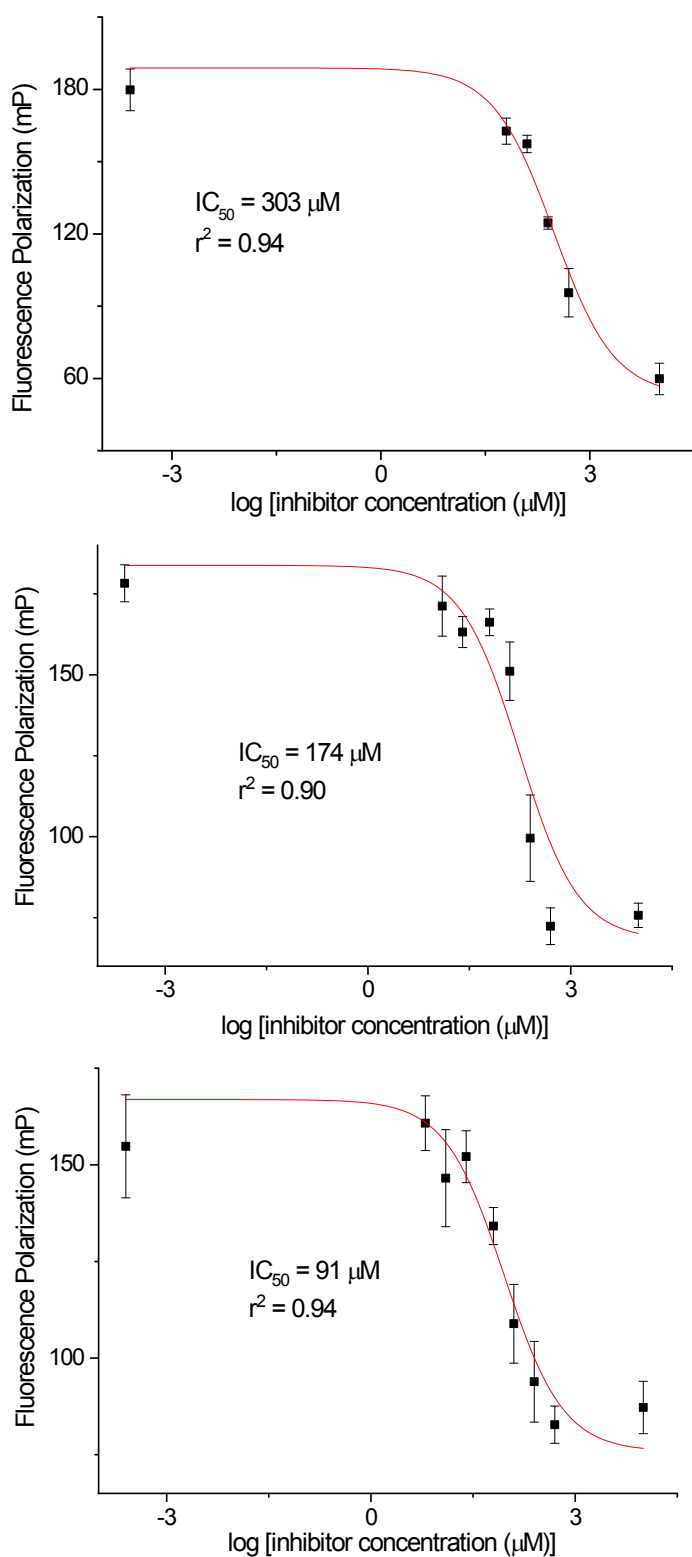 Fluorescence Polarization (mP)
180
120
60
IC50 = 303 μM
r2 = 0.94
-3 0 3
log [inhibitor concentration (μM)]
Fluorescence Polarization (mP)
150
100
IC50 = 174 μM
r2 = 0.90
-3 0 3
log [inhibitor concentration (μM)]
Fluorescence Polarization (mP)
150
100
IC50 = 91 μM
r2 = 0.94
-3 0 3
log [inhibitor concentration (μM)]